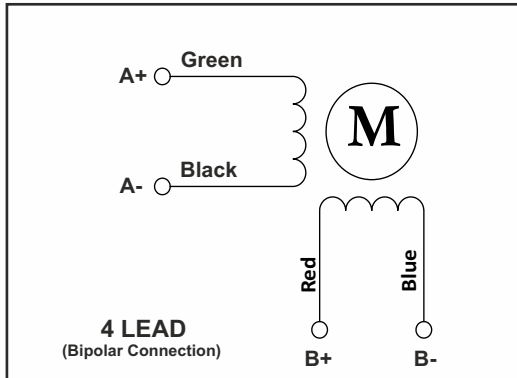 Green
A+
M
Black
A-
Red
Blue
4 LEAD
(Bipolar Connection)
B+
B-